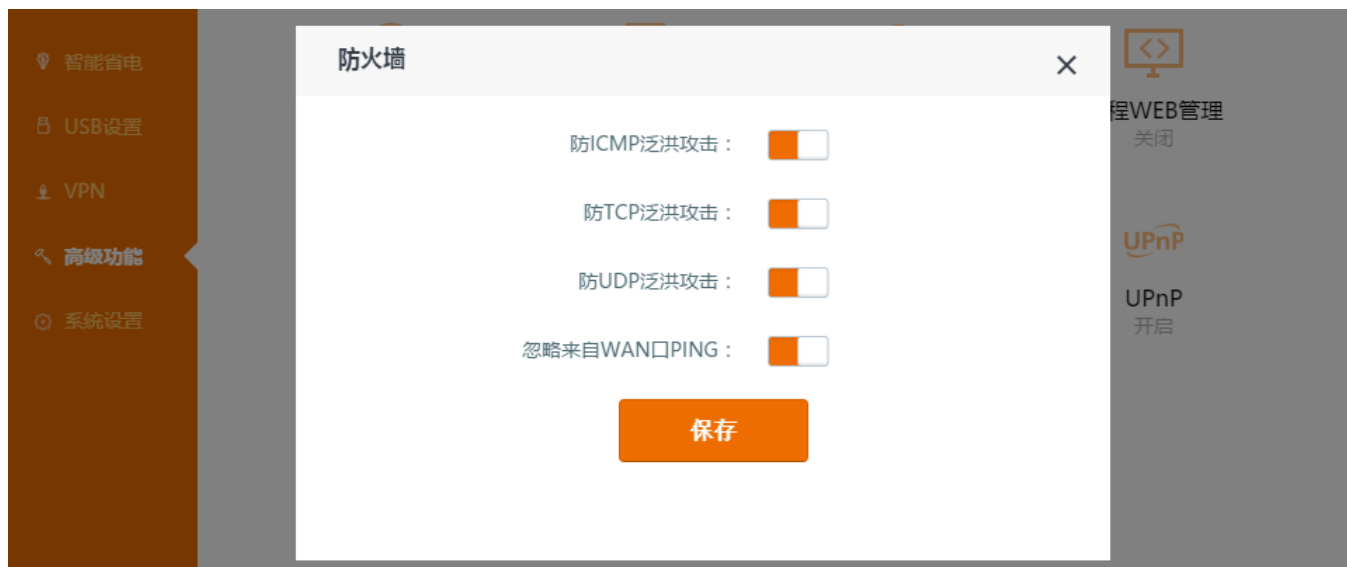 智能省电
USB设置
VPN
高级功能
系统设置
防火墙
防ICMP泛洪攻击：
防TCP泛洪攻击：
防UDP泛洪攻击：
忽略来自WAN口PING：
保存
程WEB管理
关闭
UPnP
UPnP
开启